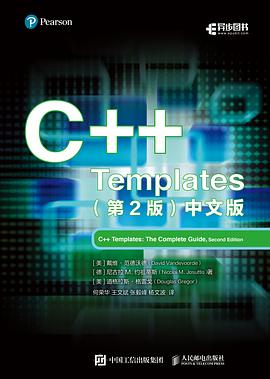 Pearson
异步图书
www.epubit.com
C++
Templates
（第2版）中文版
C++ Templates: The Complete Guide, Second Edition
[美] 戴维·范德沃德（David Vandevoorde）
[德] 尼古拉 M. 约祖蒂斯（Nicolai M. Josuttis）著
[美] 道格拉斯·格雷戈（Douglas Gregor）
何荣华 王文斌 张毅峰 杨文波 译
中国工信出版集团
人民邮电出版社